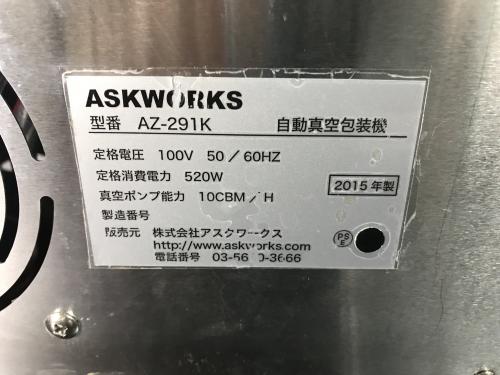 ASKWORKS
型番 AZ-291K 自動真空包装機
定格電圧 100V 50／60HZ
定格消費電力 520W
2015年製
真空ポンプ能力 10CBM／H
製造番号
販売元 株式会社アスクワークス
PS E
http://www.askworks.com
電話番号